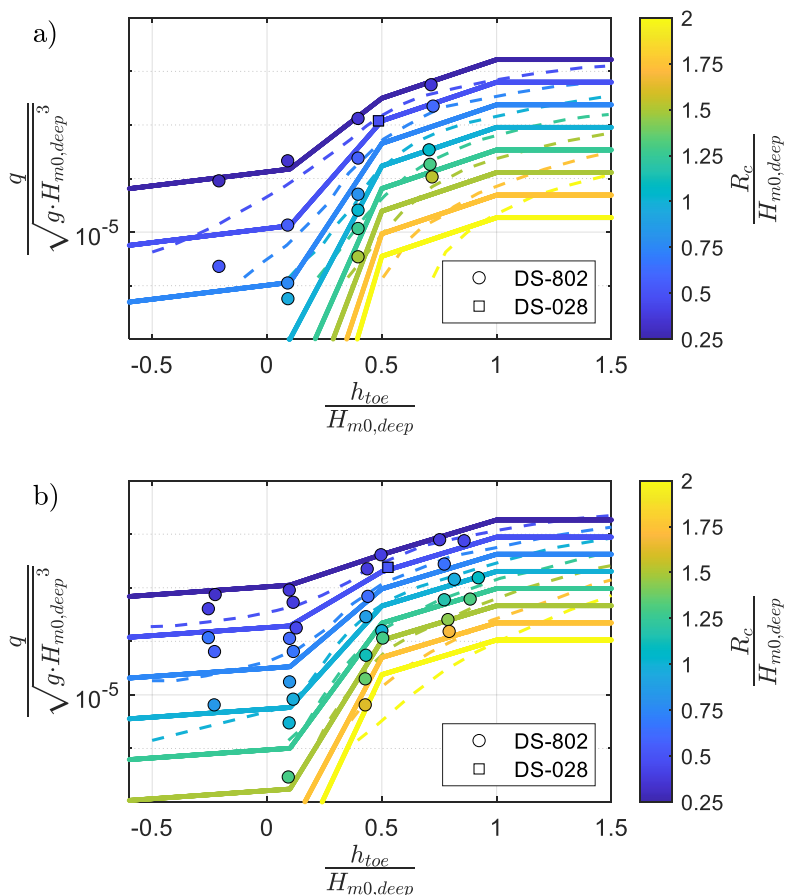 a)
q
√g·H_{m0,deep}^3
10^{-5}
-0.5 0 0.5 1 1.5
h_{toe}
H_{m0,deep}
DS-802
DS-028
2
1.75
1.5
1.25
1
0.75
0.5
0.25
R_c
H_{m0,deep}
b)
q
√g·H_{m0,deep}^3
10^{-5}
-0.5 0 0.5 1 1.5
h_{toe}
H_{m0,deep}
DS-802
DS-028
2
1.75
1.5
1.25
1
0.75
0.5
0.25
R_c
H_{m0,deep}